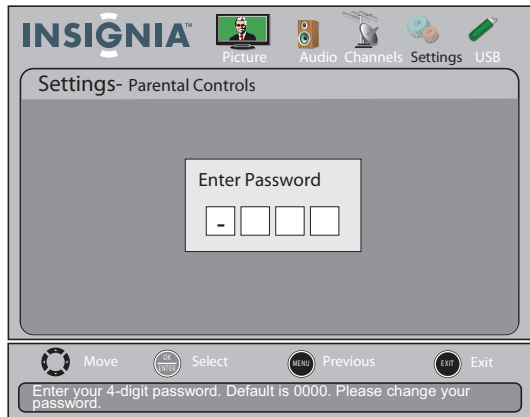 INSIGNIA™
Picture Audio Channels Settings USB
Settings- Parental Controls
Enter Password
-
Move OK ENTER Select MENU Previous EXIT Exit
Enter your 4-digit password. Default is 0000. Please change your
password.